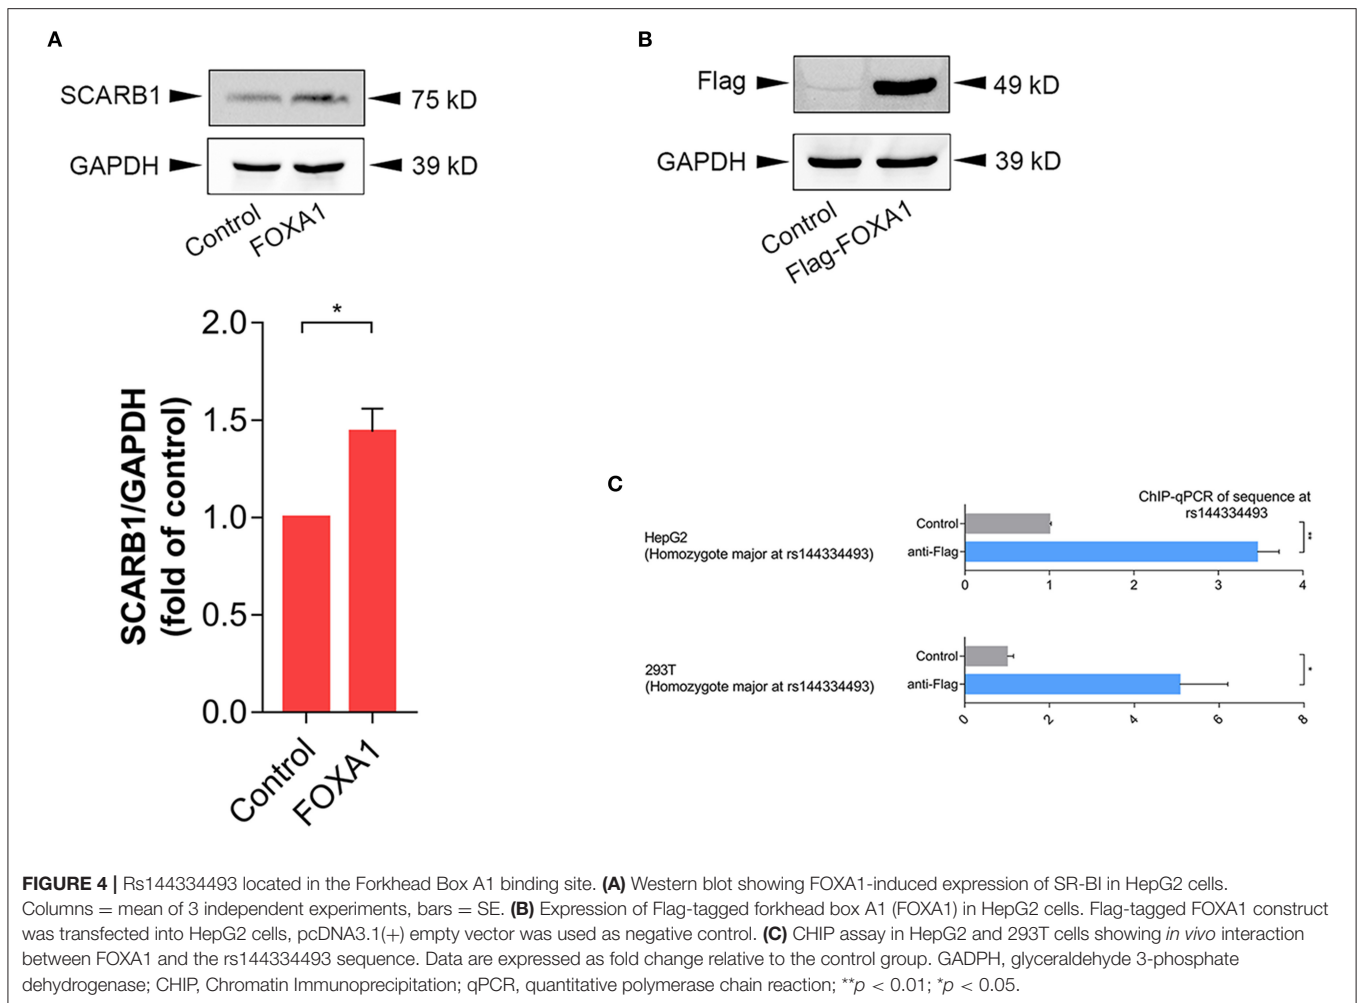 A
SCARB1
75 kD
GAPDH
39 kD
Control
FOXA1
*
2.0
1.5
1.0
0.5
0.0
SCARB1/GAPDH
(fold of control)
Control
FOXA1
B
Flag
49 kD
GAPDH
39 kD
Control
Flag-FOXA1
C
ChIP-qPCR of sequence at
rs144334493
HepG2
(Homozygote major at rs144334493)
Control
anti-Flag
**
0 1 2 3 4
293T
(Homozygote major at rs144334493)
Control
anti-Flag
*
0 2 4 6 8
FIGURE 4 | Rs144334493 located in the Forkhead Box A1 binding site. (A) Western blot showing FOXA1-induced expression of SR-BI in HepG2 cells.
Columns = mean of 3 independent experiments, bars = SE. (B) Expression of Flag-tagged forkhead box A1 (FOXA1) in HepG2 cells. Flag-tagged FOXA1 construct
was transfected into HepG2 cells, pcDNA3.1(+) empty vector was used as negative control. (C) CHIP assay in HepG2 and 293T cells showing in vivo interaction
between FOXA1 and the rs144334493 sequence. Data are expressed as fold change relative to the control group. GADPH, glyceraldehyde 3-phosphate
dehydrogenase; CHIP, Chromatin Immunoprecipitation; qPCR, quantitative polymerase chain reaction; **p < 0.01; *p < 0.05.